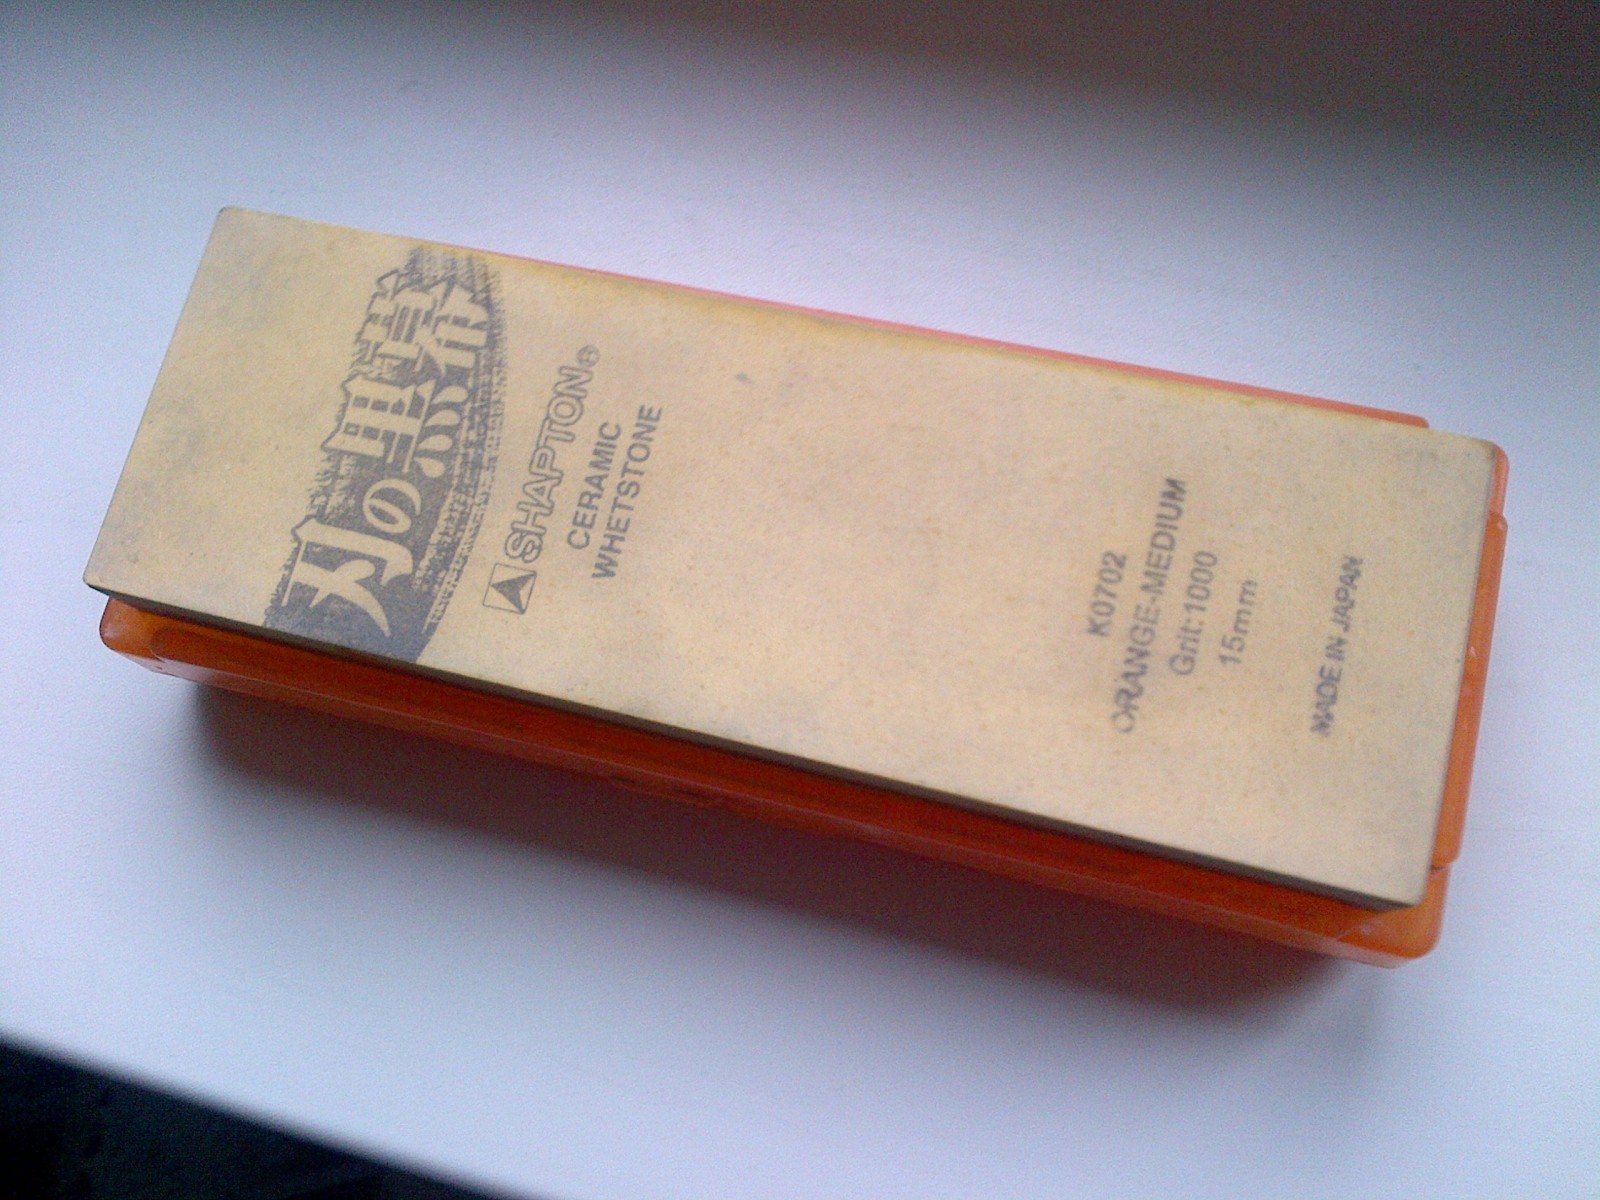 刃の黒幕
SHAPTON®
CERAMIC
WHETSTONE
K0702
ORANGE-MEDIUM
Grit:1000
15mm
MADE IN JAPAN